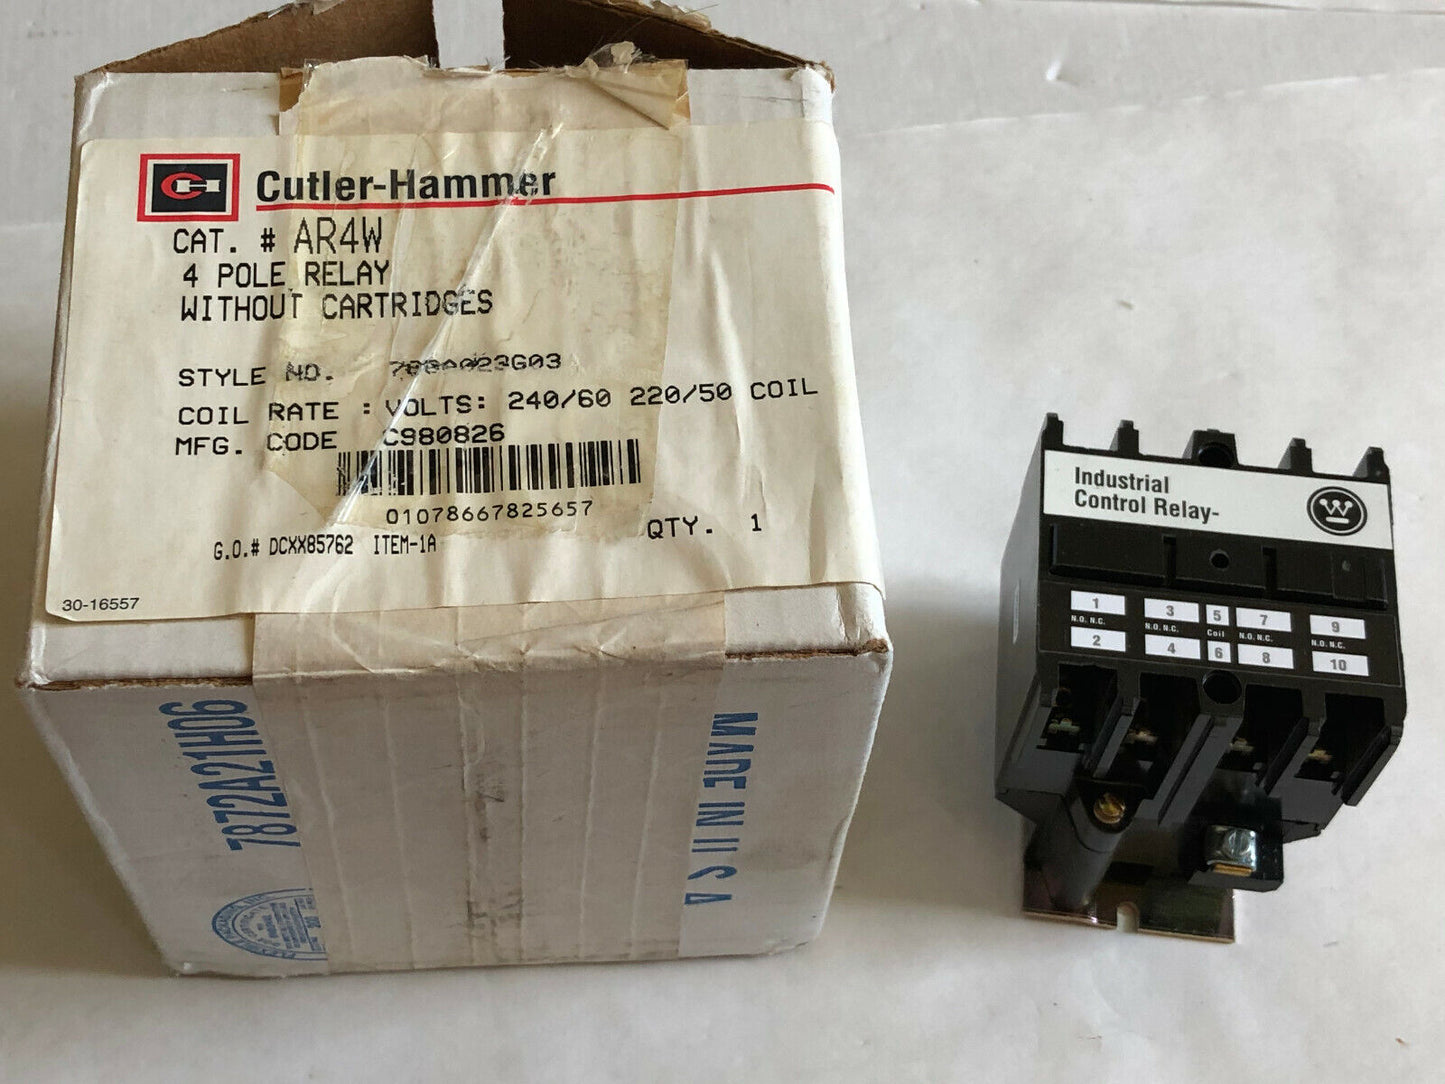 Cutler-Hammer
CAT. # AR4W
4 POLE RELAY
WITHOUT CARTRIDGES
STYLE NO.
COIL RATE : VOLTS: 240/60 220/50 COIL
MFG. CODE C980826
01078667825657
G.O.# DCXX85762 ITEM-1A
QTY. 1
30-16557
7872A21H06
MADE IN U S A
Industrial
Control Relay-
W
1 3 5 7 9
N.O. N.C. N.O. N.C. Coil N.O. N.C. N.O. N.C.
2 4 6 8 10